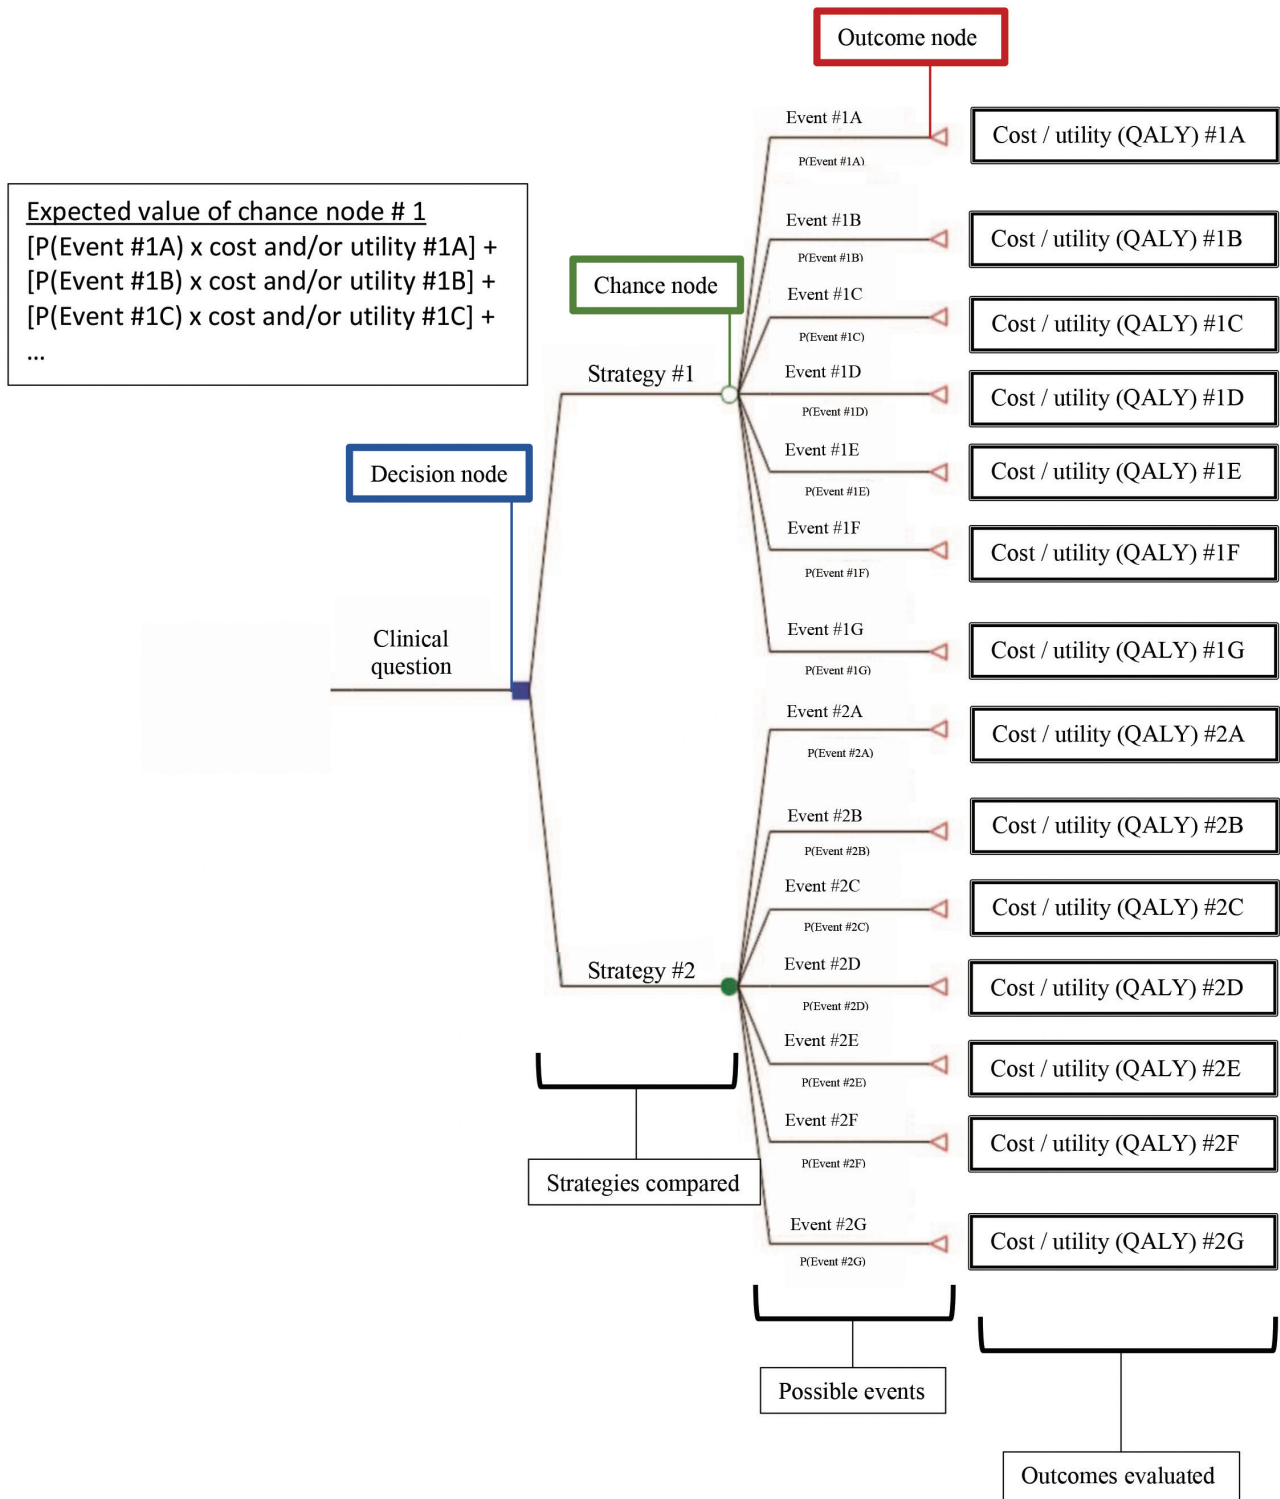 Outcome node
Event #1A
P(Event #1A)
Cost / utility (QALY) #1A
Expected value of chance node # 1
[P(Event #1A) x cost and/or utility #1A] +
[P(Event #1B) x cost and/or utility #1B] +
[P(Event #1C) x cost and/or utility #1C] +
...
Event #1B
P(Event #1B)
Cost / utility (QALY) #1B
Chance node
Event #1C
P(Event #1C)
Cost / utility (QALY) #1C
Strategy #1
Event #1D
P(Event #1D)
Cost / utility (QALY) #1D
Decision node
Event #1E
P(Event #1E)
Cost / utility (QALY) #1E
Event #1F
P(Event #1F)
Cost / utility (QALY) #1F
Clinical
question
Event #1G
P(Event #1G)
Cost / utility (QALY) #1G
Event #2A
P(Event #2A)
Cost / utility (QALY) #2A
Event #2B
P(Event #2B)
Cost / utility (QALY) #2B
Event #2C
P(Event #2C)
Cost / utility (QALY) #2C
Strategy #2
Event #2D
P(Event #2D)
Cost / utility (QALY) #2D
Event #2E
P(Event #2E)
Cost / utility (QALY) #2E
Event #2F
P(Event #2F)
Cost / utility (QALY) #2F
Strategies compared
Event #2G
P(Event #2G)
Cost / utility (QALY) #2G
Possible events
Outcomes evaluated